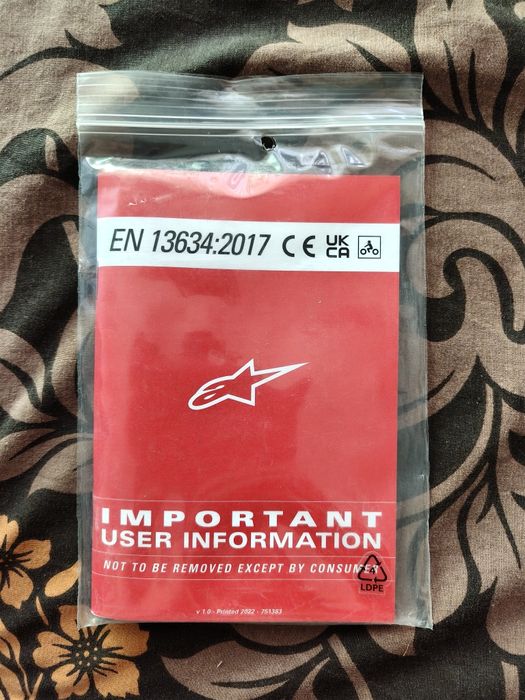 EN 13634:2017 CE UK CA
IMPORTANT
USER INFORMATION
NOT TO BE REMOVED EXCEPT BY CONSUMER
4
LDPE
v 1.0 - Printed 2022 - 751383